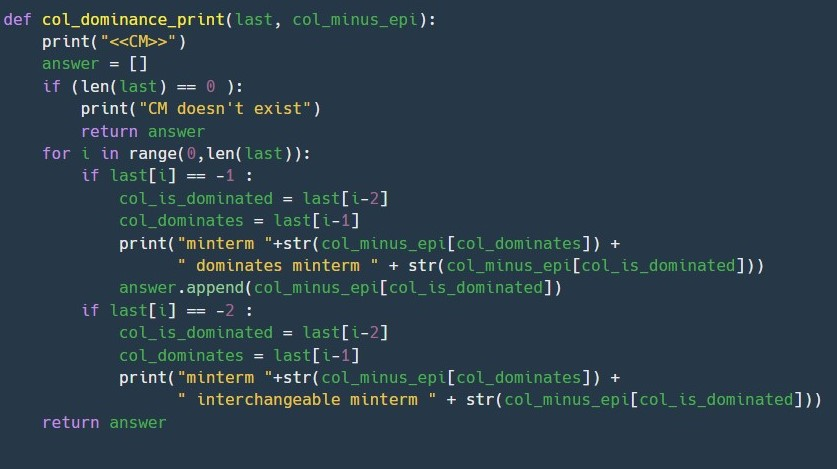 def col_dominance_print(last, col_minus_epi):
    print("<<CM>>")
    answer = []
    if (len(last) == 0 ):
        print("CM doesn't exist")
        return answer
    for i in range(0,len(last)):
        if last[i] == -1 :
            col_is_dominated = last[i-2]
            col_dominates = last[i-1]
            print("minterm "+str(col_minus_epi[col_dominates]) +
                  " dominates minterm " + str(col_minus_epi[col_is_dominated]))
            answer.append(col_minus_epi[col_is_dominated])
        if last[i] == -2 :
            col_is_dominated = last[i-2]
            col_dominates = last[i-1]
            print("minterm "+str(col_minus_epi[col_dominates]) +
                  " interchangeable minterm " + str(col_minus_epi[col_is_dominated]))
    return answer